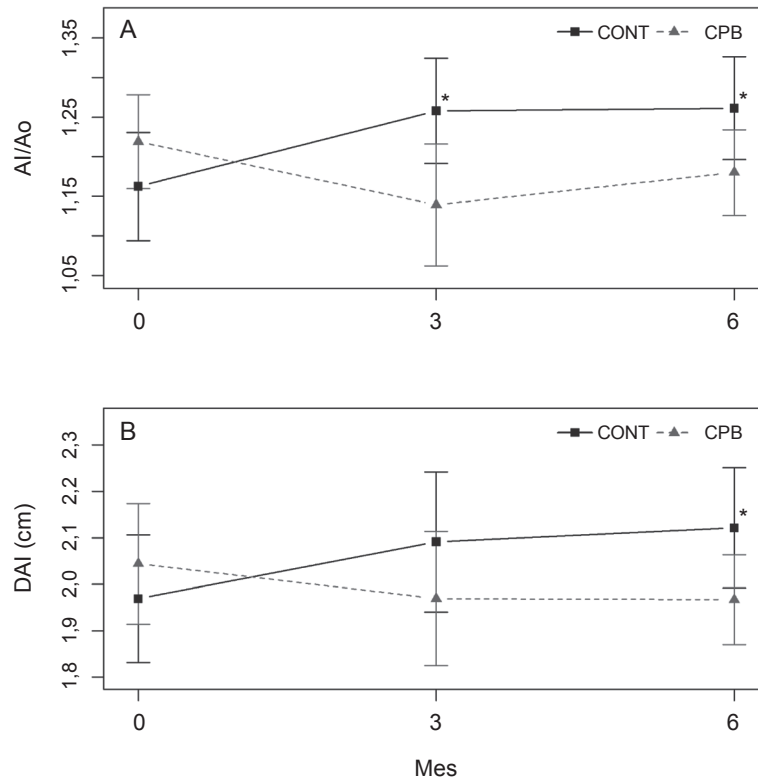 A
CONT CPB
1,35
1,25
1,15
1,05
AI/Ao
*
*
0 3 6
B
CONT CPB
2,3
2,2
2,1
2,0
1,9
1,8
DAI (cm)
*
0 3 6
Mes